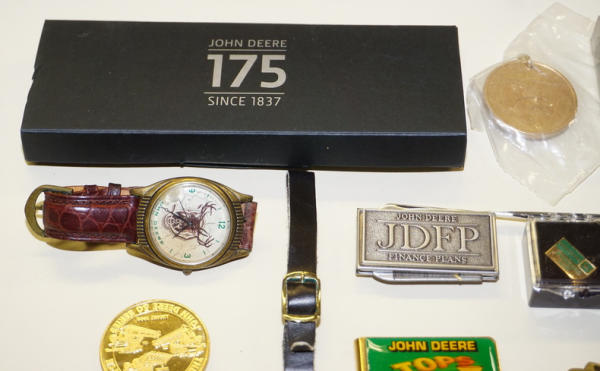 JOHN DEERE
175
SINCE 1837
JOHN DEERE
JDFP
FINANCE PLANS
JOHN DEERE
TOPS